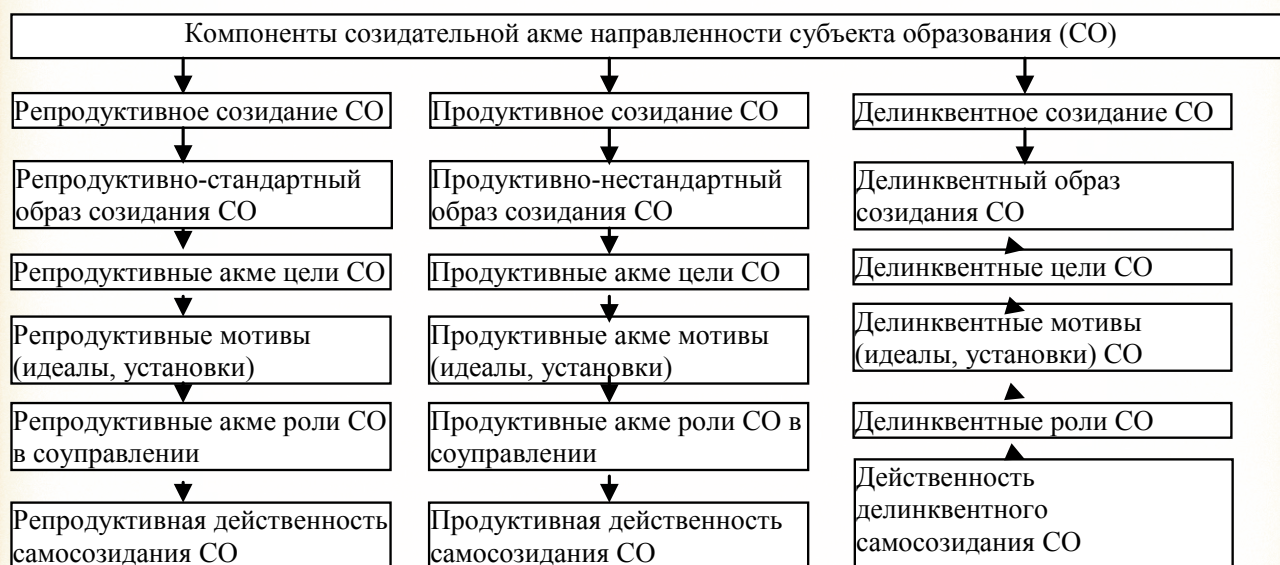 Компоненты созидательной акме направленности субъекта образования (СО)
Репродуктивное созидание СО
Репродуктивно-стандартный
образ созидания СО
Репродуктивные акме цели СО
Репродуктивные мотивы
(идеалы, установки)
Репродуктивные акме роли СО
в соуправлении
Репродуктивная действенность
самосозидания СО
Продуктивное созидание СО
Продуктивно-нестандартный
образ созидания СО
Продуктивные акме цели СО
Продуктивные акме мотивы
(идеалы, установки)
Продуктивные акме роли СО в
соуправлении
Продуктивная действенность
самосозидания СО
Делинквентное созидание СО
Делинквентный образ
созидания СО
Делинквентные цели СО
Делинквентные мотивы
(идеалы, установки) СО
Делинквентные роли СО
Действенность
делинквентного
самосозидания СО